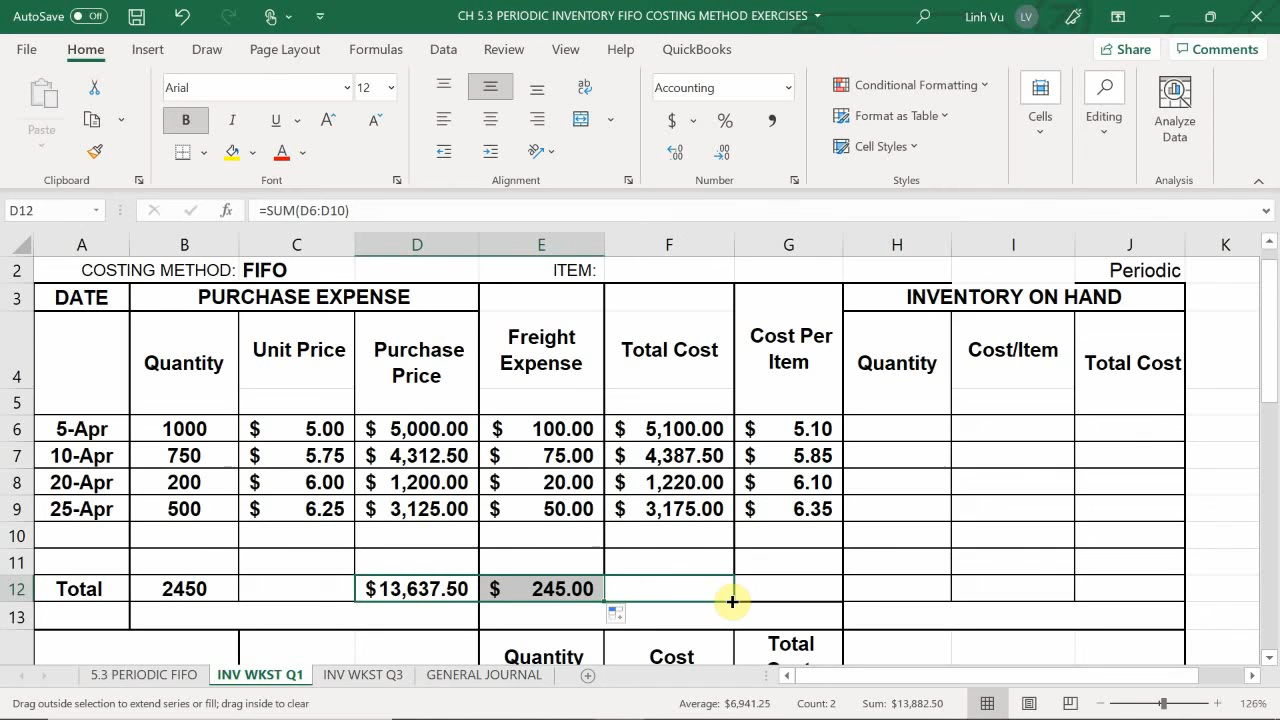 AutoSave Off CH 5.3 PERIODIC INVENTORY FIFO COSTING METHOD EXERCISES Linh Vu LV
File Home Insert Draw Page Layout Formulas Data Review View Help QuickBooks Share Comments
Paste
Arial 12
B I U A A
A
ab
Accounting
$ % ,
Conditional Formatting
Format as Table
Cell Styles
Cells
Editing
Analyze
Data
Clipboard Font Alignment Number Styles Analysis
D12 fx =SUM(D6:D10)
A B C D E F G H I J K
2 COSTING METHOD: FIFO ITEM: Periodic
3 DATE PURCHASE EXPENSE INVENTORY ON HAND
4 Quantity Unit Price Purchase Price Freight Expense Total Cost Cost Per Item Quantity Cost/Item Total Cost
5
6 5-Apr 1000 $ 5.00 $ 5,000.00 $ 100.00 $ 5,100.00 $ 5.10
7 10-Apr 750 $ 5.75 $ 4,312.50 $ 75.00 $ 4,387.50 $ 5.85
8 20-Apr 200 $ 6.00 $ 1,200.00 $ 20.00 $ 1,220.00 $ 6.10
9 25-Apr 500 $ 6.25 $ 3,125.00 $ 50.00 $ 3,175.00 $ 6.35
10
11
12 Total 2450 $13,637.50 $ 245.00
13
Quantity Cost Total
5.3 PERIODIC FIFO INV WKST Q1 INV WKST Q3 GENERAL JOURNAL
Drag outside selection to extend series or fill; drag inside to clear Average: $6,941.25 Count: 2 Sum: $13,882.50 126%